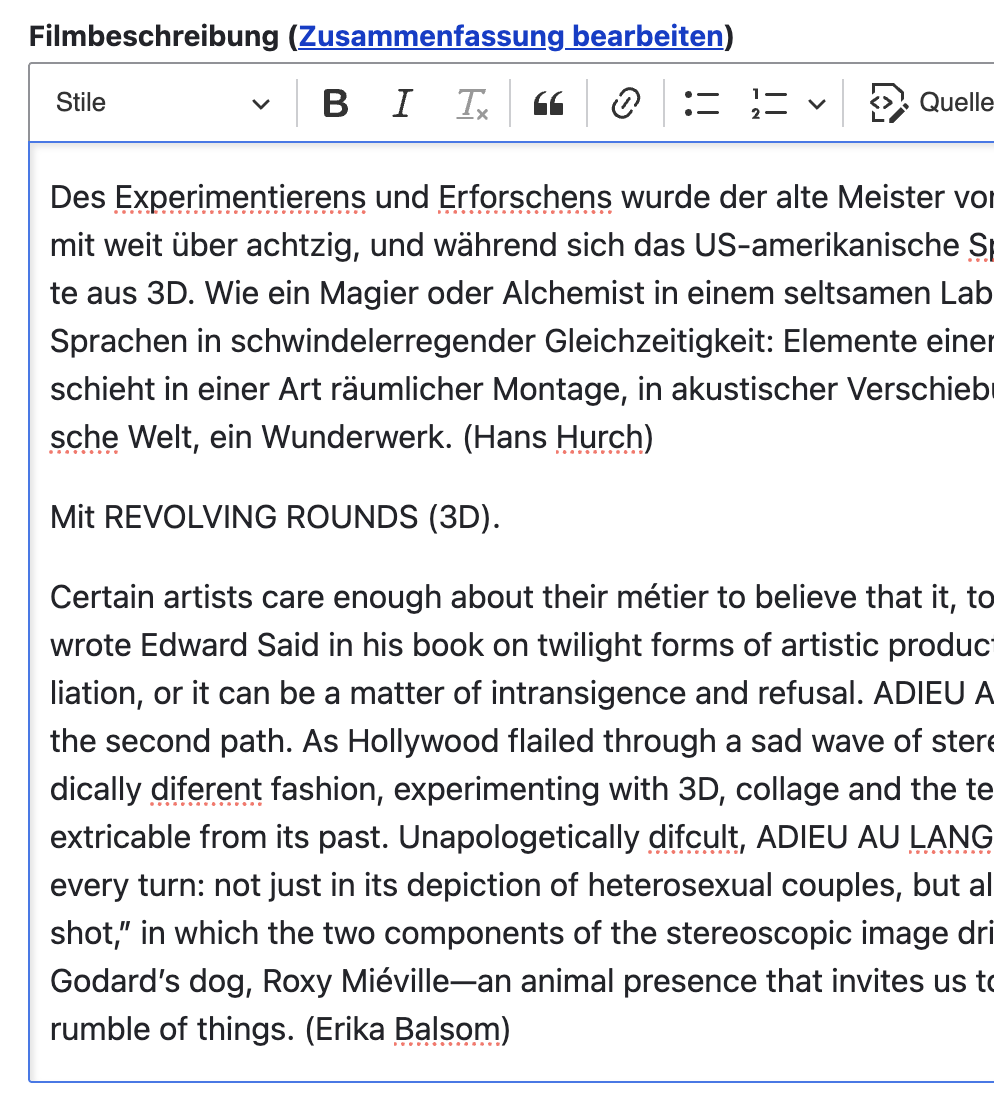 Filmbeschreibung (Zusammenfassung bearbeiten)
Stile B I Tx 1 2 Quelle
Des Experimentierens und Erforschens wurde der alte Meister
mit weit über achtzig, und während sich das US-amerikanische
te aus 3D. Wie ein Magier oder Alchemist in einem seltsamen Lab
Sprachen in schwindelerregender Gleichzeitigkeit: Elemente einer
schieht in einer Art räumlicher Montage, in akustischer
sche Welt, ein Wunderwerk. (Hans Hurch)
Mit REVOLVING ROUNDS (3D).
Certain artists care enough about their métier to believe that it, to
wrote Edward Said in his book on twilight forms of artistic
liation, or it can be a matter of intransigence and refusal. ADIEU A
the second path. As Hollywood flailed through a sad wave of
dically diferent fashion, experimenting with 3D, collage and the te
extricable from its past. Unapologetically difcult, ADIEU AU LANG
every turn: not just in its depiction of heterosexual couples, but al
shot,” in which the two components of the stereoscopic image dri
Godard’s dog, Roxy Miéville—an animal presence that invites us to
rumble of things. (Erika Balsom)